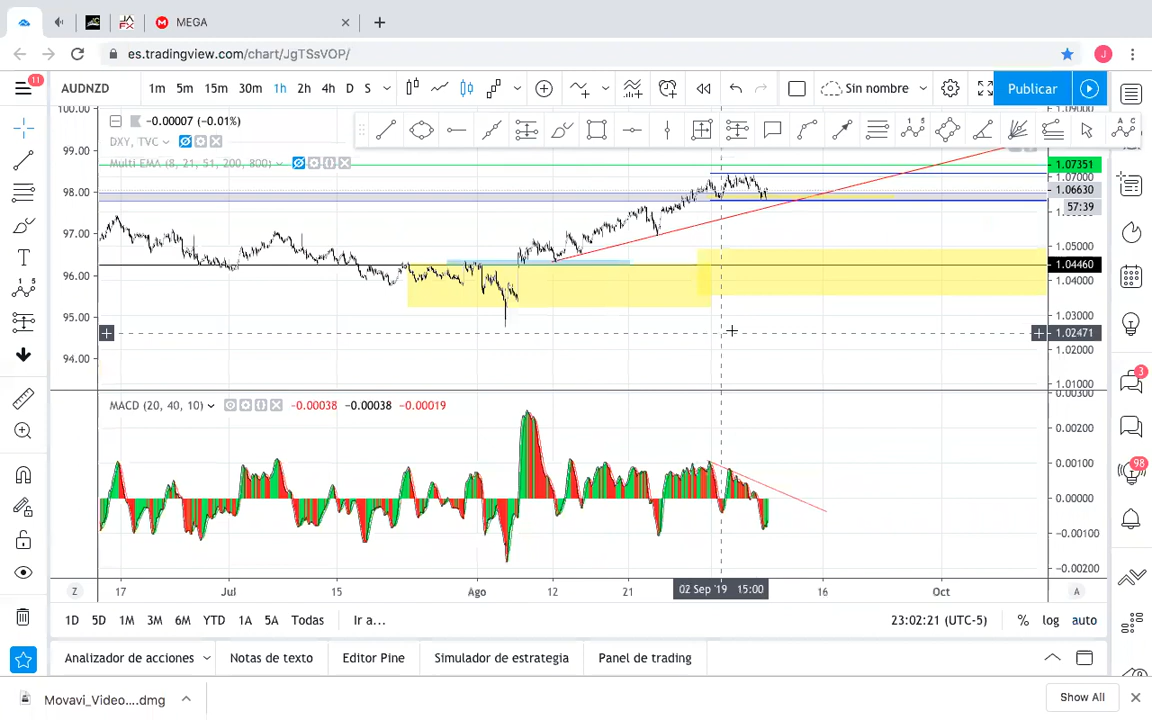 MEGA
es.tradingview.com/chart/JgTSsVOP/
J
11
AUDNZD 1m 5m 15m 30m 1h 2h 4h D S Sin nombre Publicar
100.00
-0.00007 (-0.01%)
DXY, TVC
Multi EMA (8, 21, 51, 200, 800)
99.00
98.00
97.00
96.00
95.00
94.00
1.07351
1.07000
1.06630
57:39
1.05000
1.04460
1.04000
1.03000
1.02471
1.02000
1.01000
MACD (20, 40, 10) -0.00038 -0.00038 -0.00019
0.00300
0.00200
0.00100
0.00000
-0.00100
-0.00200
3
98
Z 17 Jul 15 Ago 12 21 02 Sep '19 15:00 16 Oct A
1D 5D 1M 3M 6M YTD 1A 5A Todas Ir a... 23:02:21 (UTC-5) % log auto
Analizador de acciones Notas de texto Editor Pine Simulador de estrategia Panel de trading
Movavi_Video....dmg Show All